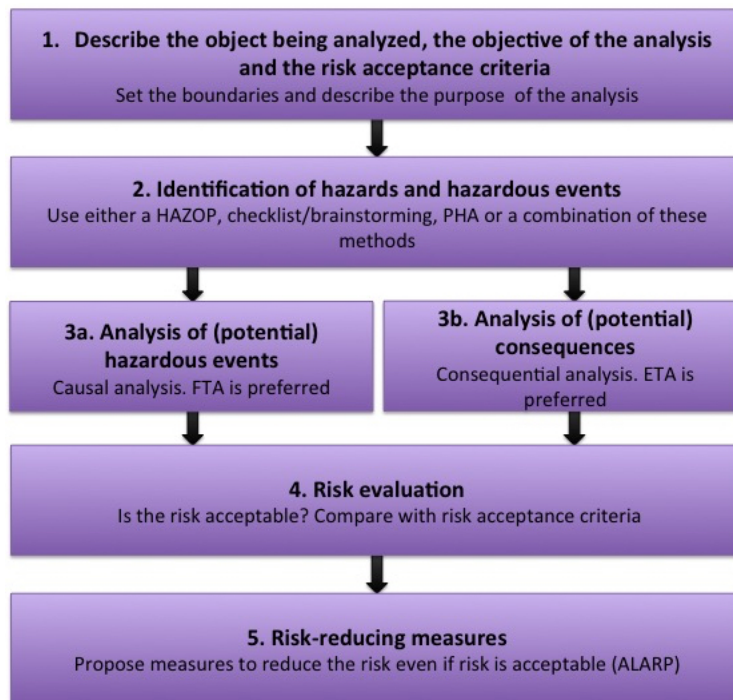 1. Describe the object being analyzed, the objective of the analysis
and the risk acceptance criteria
Set the boundaries and describe the purpose of the analysis
2. Identification of hazards and hazardous events
Use either a HAZOP, checklist/brainstorming, PHA or a combination of these
methods
3a. Analysis of (potential)
hazardous events
Causal analysis. FTA is preferred
3b. Analysis of (potential)
consequences
Consequential analysis. ETA is
preferred
4. Risk evaluation
Is the risk acceptable? Compare with risk acceptance criteria
5. Risk-reducing measures
Propose measures to reduce the risk even if risk is acceptable (ALARP)